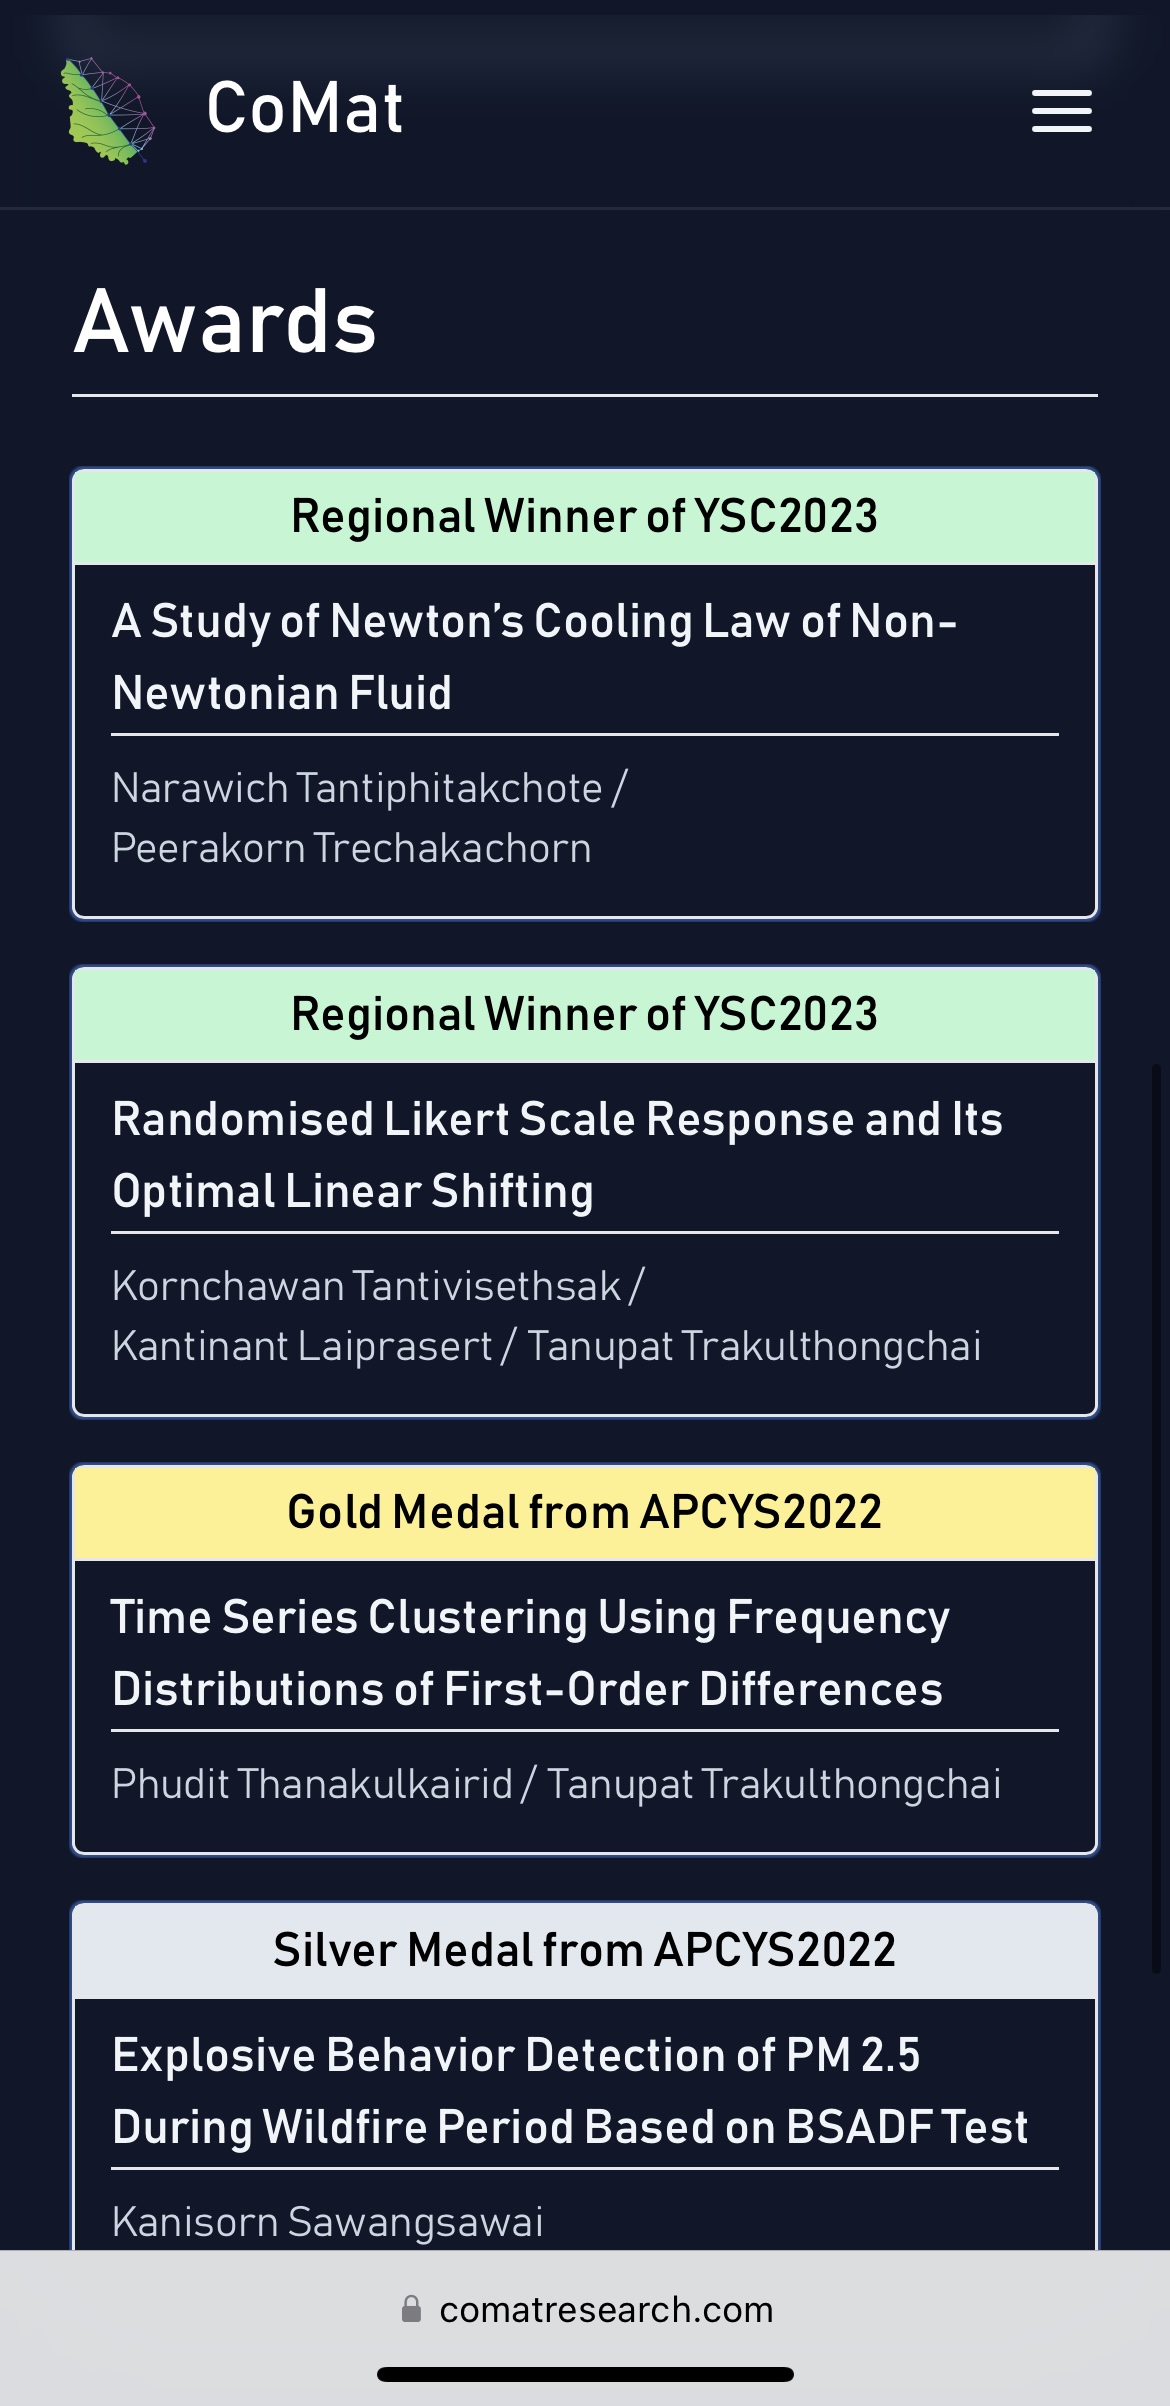 CoMat
Awards
Regional Winner of YSC2023
A Study of Newton’s Cooling Law of Non-
Newtonian Fluid
Narawich Tantiphitakchote /
Peerakorn Trechakachorn
Regional Winner of YSC2023
Randomised Likert Scale Response and Its
Optimal Linear Shifting
Kornchawan Tantivisethsak /
Kantinant Laiprasert / Tanupat Trakulthongchai
Gold Medal from APCYS2022
Time Series Clustering Using Frequency
Distributions of First-Order Differences
Phudit Thanakulkairid / Tanupat Trakulthongchai
Silver Medal from APCYS2022
Explosive Behavior Detection of PM 2.5
During Wildfire Period Based on BSADF Test
Kanisorn Sawangsawai
comatresearch.com